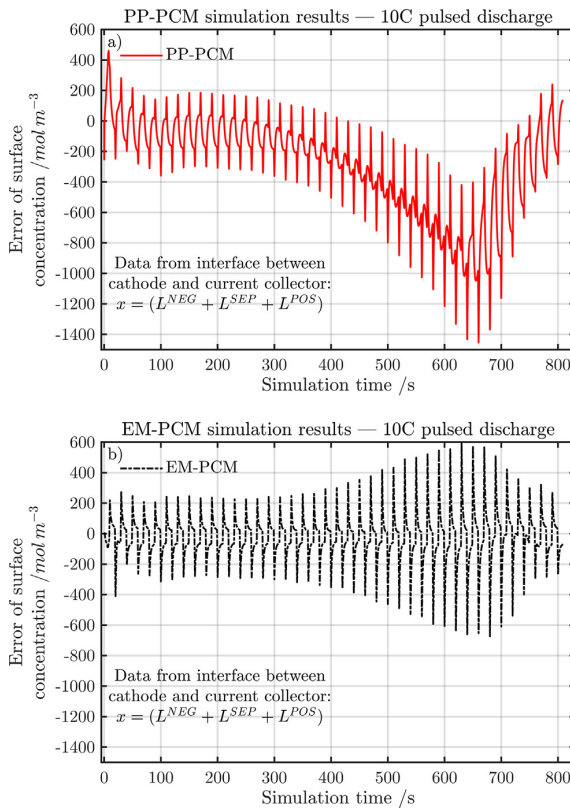 PP-PCM simulation results — 10C pulsed discharge
a)
PP-PCM
600
400
200
0
-200
-400
-600
-800
-1000
-1200
-1400
Error of surface
concentration /mol m⁻³
Data from interface between
cathode and current collector:
x = (L^NEG + L^SEP + L^POS)
0 100 200 300 400 500 600 700 800
Simulation time /s
EM-PCM simulation results — 10C pulsed discharge
b)
EM-PCM
600
400
200
0
-200
-400
-600
-800
-1000
-1200
-1400
Error of surface
concentration /mol m⁻³
Data from interface between
cathode and current collector:
x = (L^NEG + L^SEP + L^POS)
0 100 200 300 400 500 600 700 800
Simulation time /s